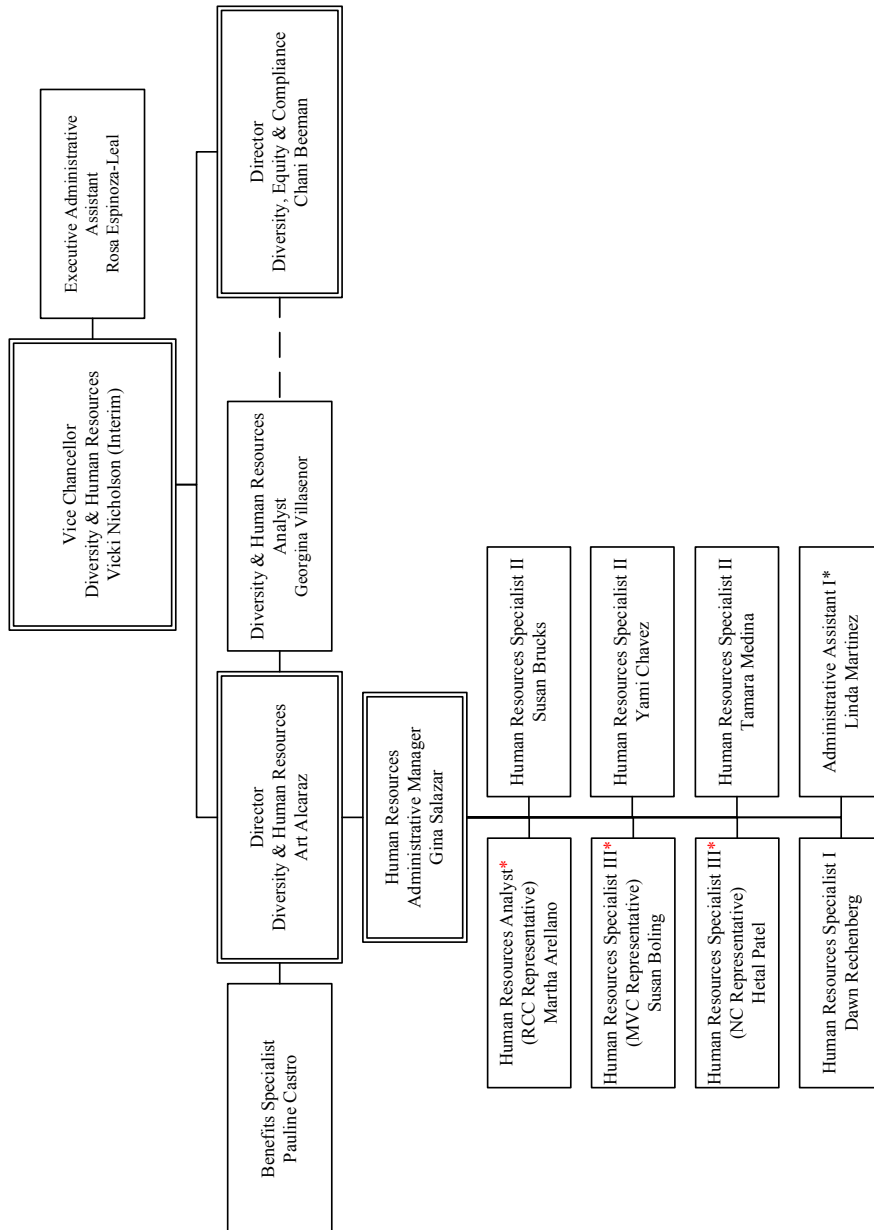 Vice Chancellor
Diversity & Human Resources
Vicki Nicholson (Interim)
Executive Administrative
Assistant
Rosa Espinoza-Leal
Benefits Specialist
Pauline Castro
Director
Diversity & Human Resources
Art Alcaraz
Diversity & Human Resources
Analyst
Georgina Villasenor
Director
Diversity, Equity & Compliance
Chani Beeman
Human Resources
Administrative Manager
Gina Salazar
Human Resources Analyst*
(RCC Representative)
Martha Arellano
Human Resources Specialist II
Susan Brucks
Human Resources Specialist III*
(MVC Representative)
Susan Boling
Human Resources Specialist II
Yami Chavez
Human Resources Specialist III*
(NC Representative)
Hetal Patel
Human Resources Specialist II
Tamara Medina
Human Resources Specialist I
Dawn Rechenberg
Administrative Assistant I*
Linda Martinez